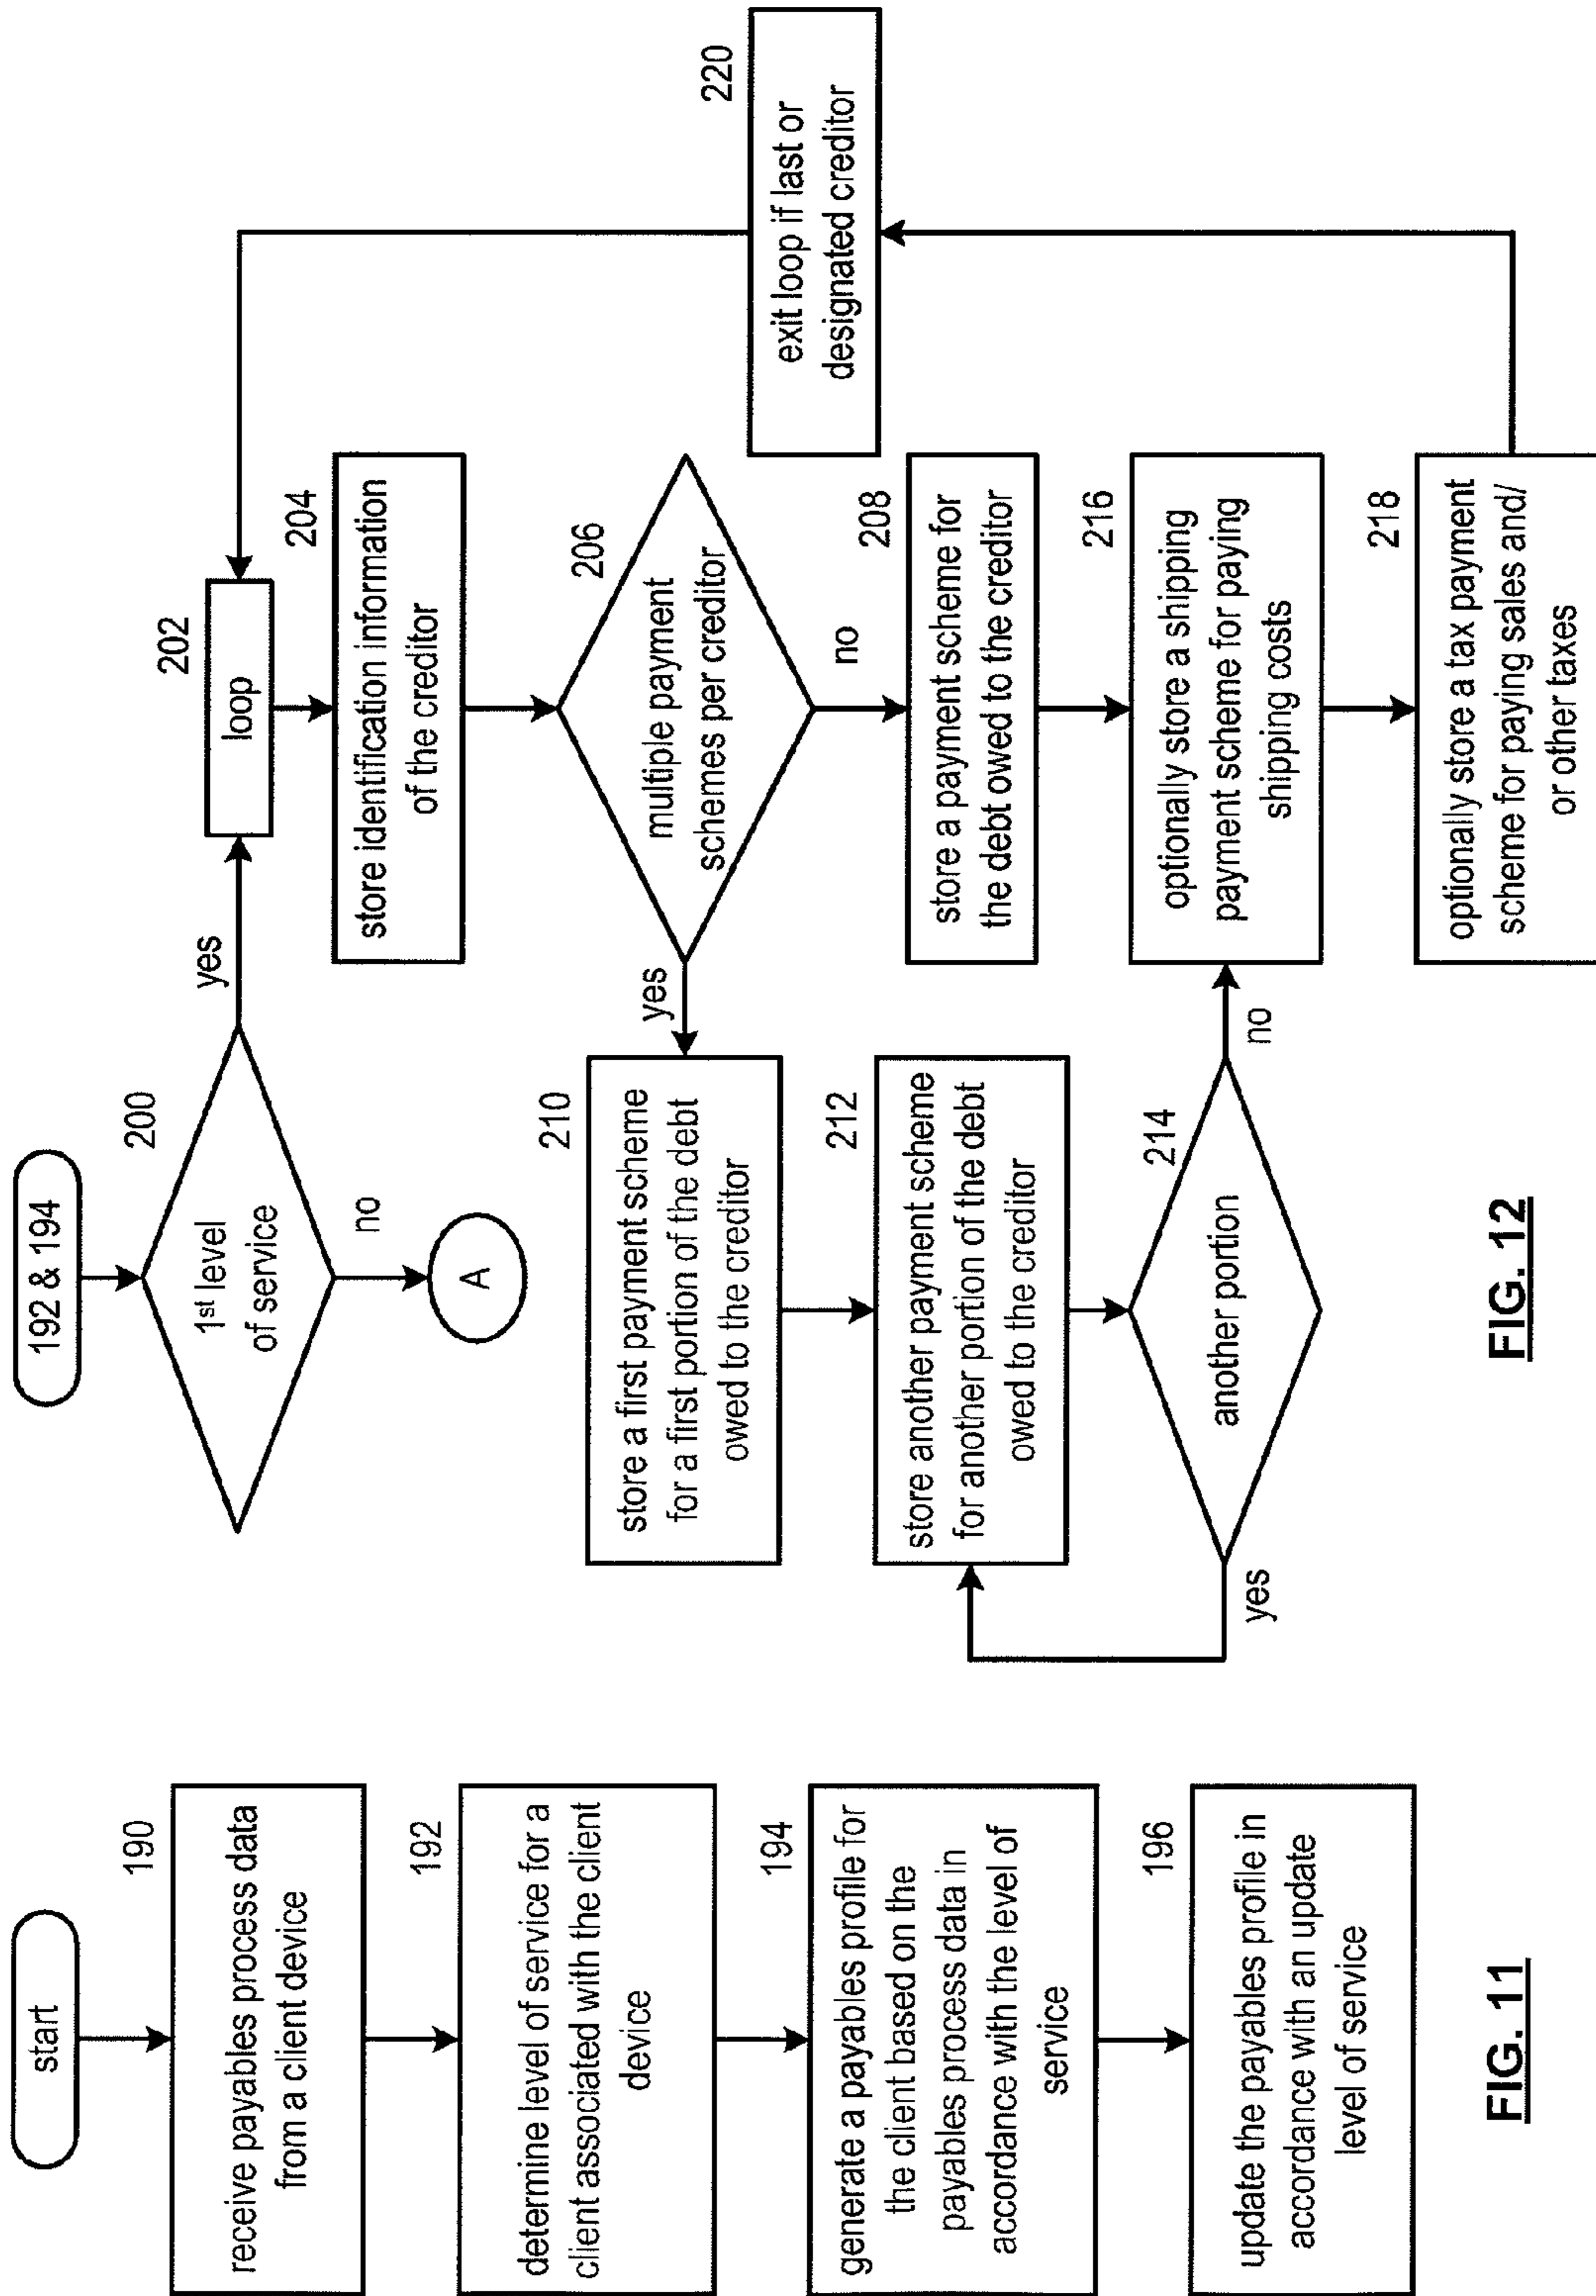 start
190
receive payables process data
from a client device
192
determine level of service for a
client associated with the client
device
194
generate a payables profile for
the client based on the
payables process data in
accordance with the level of
service
196
update the payables profile in
accordance with an update
level of service
FIG. 11
192 & 194
200
1st level
of service
yes
no
A
202
loop
204
store identification information
of the creditor
206
multiple payment
schemes per creditor
yes
no
208
store a payment scheme for
the debt owed to the creditor
210
store a first payment scheme
for a first portion of the debt
owed to the creditor
212
store another payment scheme
for another portion of the debt
owed to the creditor
214
another portion
yes
no
216
optionally store a shipping
payment scheme for paying
shipping costs
218
optionally store a tax payment
scheme for paying sales and/
or other taxes
220
exit loop if last or
designated creditor
FIG. 12